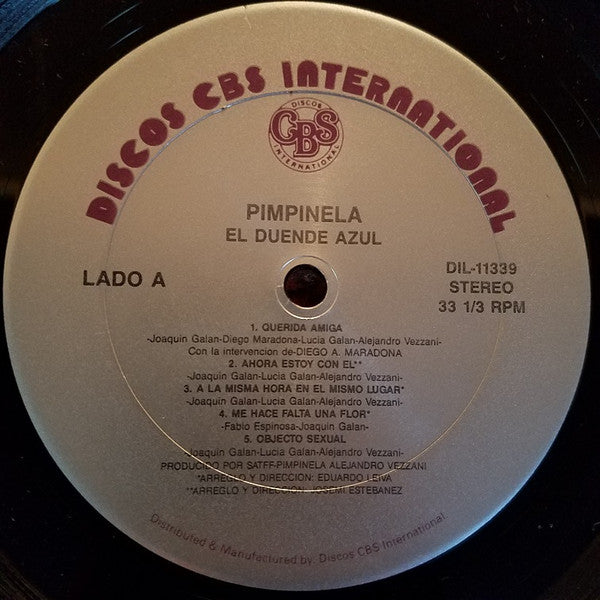 DISCOS CBS INTERNATIONAL
DISCOS
CBS
INTERNATIONAL
PIMPINELA
EL DUENDE AZUL
LADO A
DIL-11339
STEREO
33 1/3 RPM
1. QUERIDA AMIGA
-Joaquin Galan-Diego Maradona-Lucia Galan-Alejandro Vezzani-
Con la intervencion de-DIEGO A. MARADONA
2. AHORA ESTOY CON EL**
-Joaquin Galan-Lucia Galan-Alejandro Vezzani-
3. A LA MISMA HORA EN EL MISMO LUGAR*
-Joaquin Galan-Lucia Galan-Alejandro Vezzani-
4. ME HACE FALTA UNA FLOR*
-Fabio Espinosa-Joaquin Galan-
5. OBJECTO SEXUAL
-Joaquin Galan-Lucia Galan-Alejandro Vezzani-
PRODUCIDO POR SATFF-PIMPINELA ALEJANDRO VEZZANI
*ARREGLO Y DIRECCION: EDUARDO LEIVA
**ARREGLO Y DIRECCION: JOSEMI ESTEBANEZ
Distributed & Manufactured by: Discos CBS International.